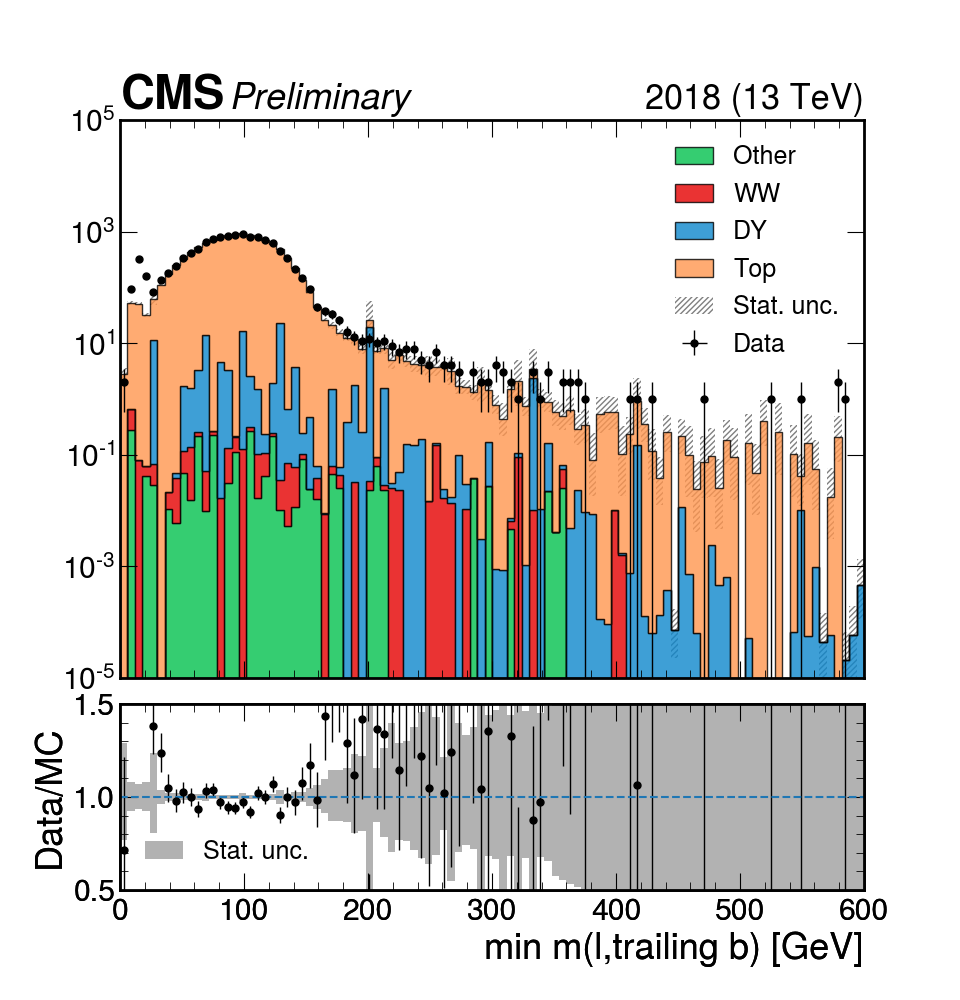 CMS Preliminary 2018 (13 TeV)
10^5
10^3
10^1
10^-1
10^-3
10^-5
Other
WW
DY
Top
Stat. unc.
Data
Data/MC
1.5
1.0
0.5
Stat. unc.
0 100 200 300 400 500 600
min m(l,trailing b) [GeV]